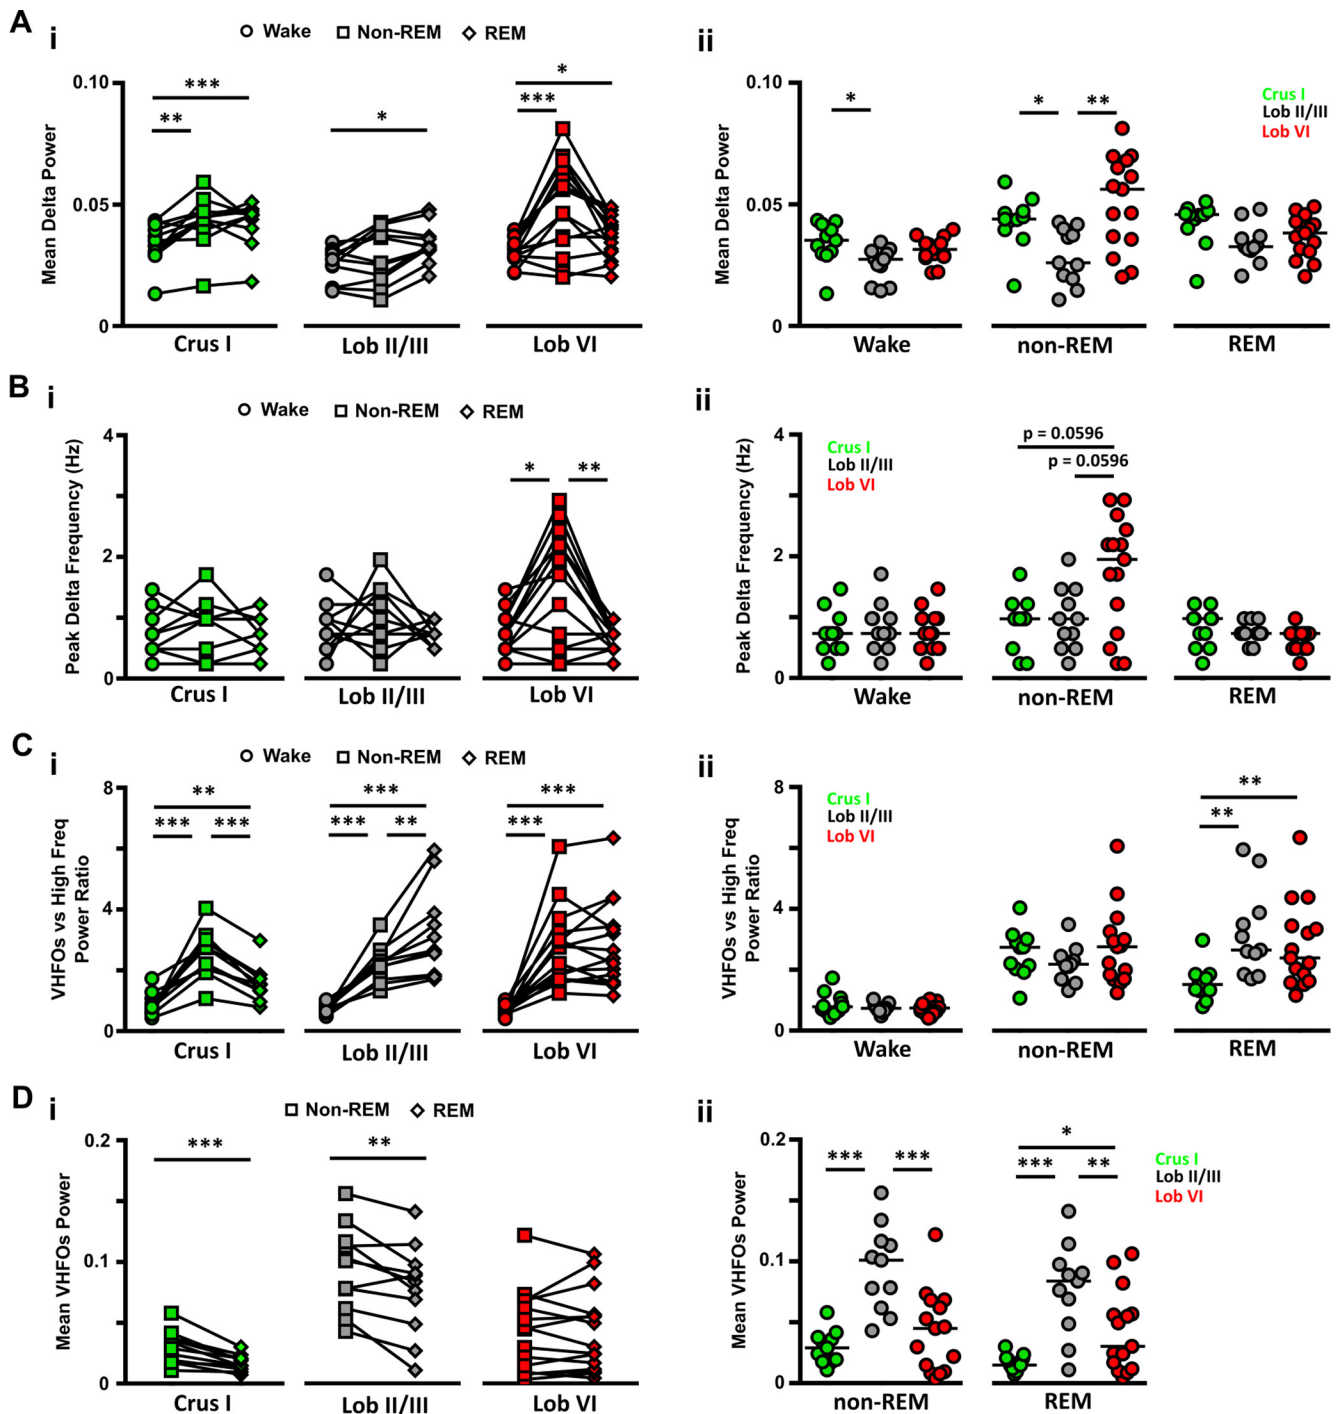 A
i
Wake
Non-REM
REM
Mean Delta Power
0.10
0.05
0
***
**
*
*
***
Crus I
Lob II/III
Lob VI
ii
Mean Delta Power
0.10
0.05
0
*
*
**
Crus I
Lob II/III
Lob VI
Wake
non-REM
REM
B
i
Wake
Non-REM
REM
Peak Delta Frequency (Hz)
4
2
0
*
**
Crus I
Lob II/III
Lob VI
ii
Peak Delta Frequency (Hz)
4
2
0
Crus I
Lob II/III
Lob VI
p = 0.0596
p = 0.0596
Wake
non-REM
REM
C
i
Wake
Non-REM
REM
VHFOs vs High Freq
Power Ratio
8
4
0
**
***
***
***
***
**
***
***
Crus I
Lob II/III
Lob VI
ii
VHFOs vs High Freq
Power Ratio
8
4
0
Crus I
Lob II/III
Lob VI
**
**
Wake
non-REM
REM
D
i
Non-REM
REM
Mean VHFOs Power
0.2
0.1
0
***
**
Crus I
Lob II/III
Lob VI
ii
Mean VHFOs Power
0.2
0.1
0
***
***
*
***
**
Crus I
Lob II/III
Lob VI
non-REM
REM